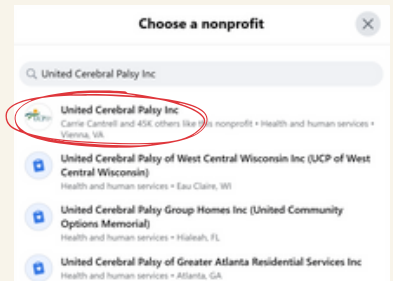 Choose a nonprofit
United Cerebral Palsy Inc
United Cerebral Palsy Inc
Carrie Cantrell and 45K others like this nonprofit • Health and human services •
Vienna, VA
United Cerebral Palsy of West Central Wisconsin Inc (UCP of West
Central Wisconsin)
Health and human services • Eau Claire, WI
United Cerebral Palsy Group Homes Inc (United Community
Options Memorial)
Health and human services • Hialeah, FL
United Cerebral Palsy of Greater Atlanta Residential Services Inc
Health and human services • Atlanta, GA